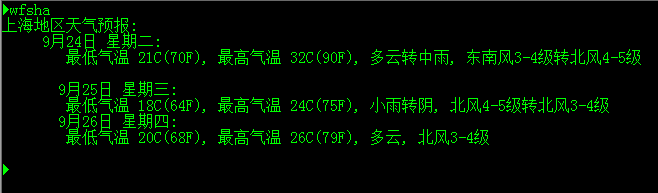 wfsha
上海地区天气预报:
9月24日 星期二:
最低气温 21C(70F), 最高气温 32C(90F), 多云转中雨, 东南风3-4级转北风4-5级
9月25日 星期三:
最低气温 18C(64F), 最高气温 24C(75F), 小雨转阴, 北风4-5级转北风3-4级
9月26日 星期四:
最低气温 20C(68F), 最高气温 26C(79F), 多云, 北风3-4级